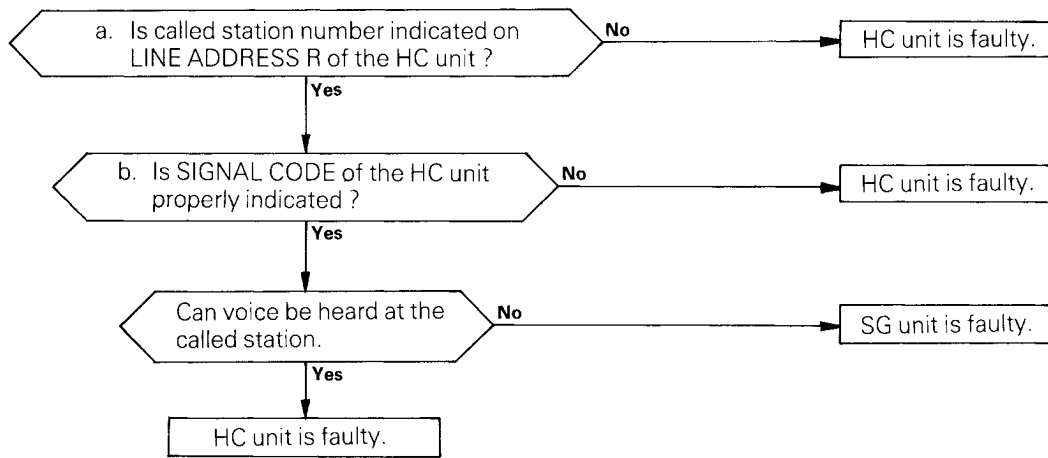 a. Is called station number indicated on
LINE ADDRESS R of the HC unit ?
No
HC unit is faulty.
Yes
b. Is SIGNAL CODE of the HC unit
properly indicated ?
No
HC unit is faulty.
Yes
Can voice be heard at the
called station.
No
SG unit is faulty.
Yes
HC unit is faulty.